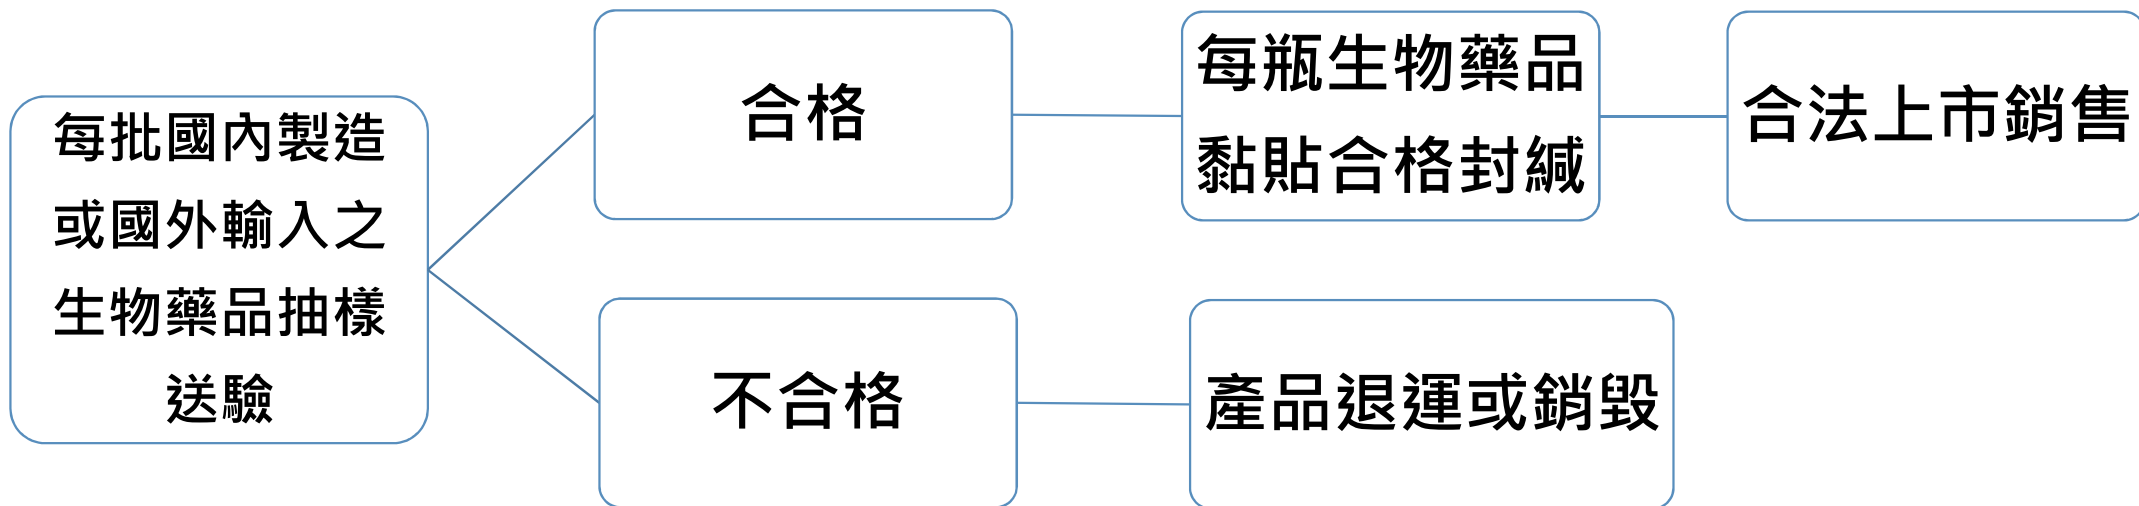 每批國內製造
或國外輸入之
生物藥品抽樣
送驗
合格
每瓶生物藥品
黏貼合格封緘
合法上市銷售
不合格
產品退運或銷毀